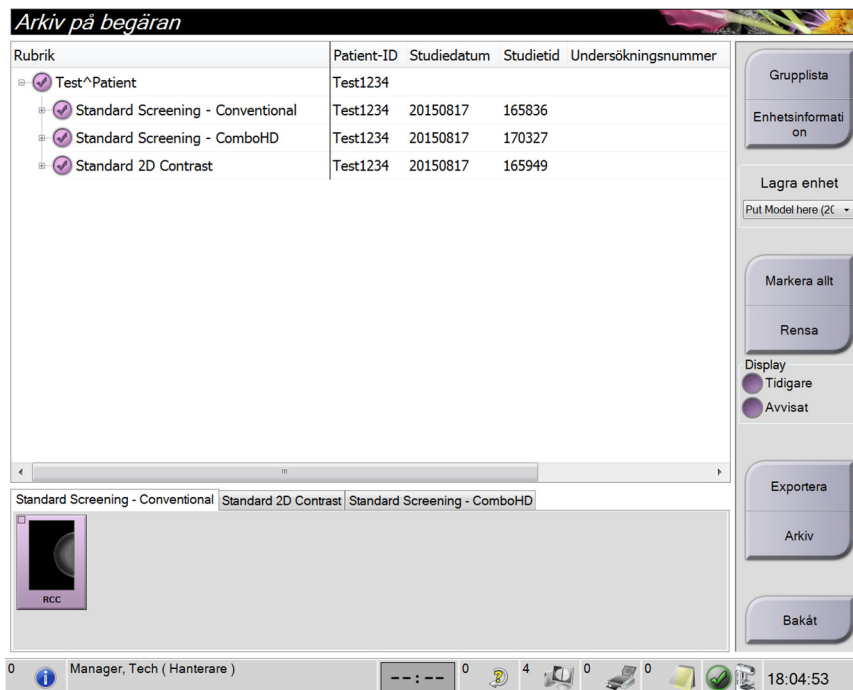 Arkiv på begäran
Rubrik Patient-ID Studiedatum Studietid Undersökningsnummer
Test^Patient Test1234
Standard Screening - Conventional Test1234 20150817 165836
Standard Screening - ComboHD Test1234 20150817 170327
Standard 2D Contrast Test1234 20150817 165949
Grupplista
Enhetsinformati
on
Lagra enhet
Put Model here (20
Markera allt
Rensa
Display
Tidigare
Avvisat
Standard Screening - Conventional Standard 2D Contrast Standard Screening - ComboHD
RCC
Exportera
Arkiv
Bakåt
0 Manager, Tech ( Hanterare ) --:-- 0 4 0 0 18:04:53